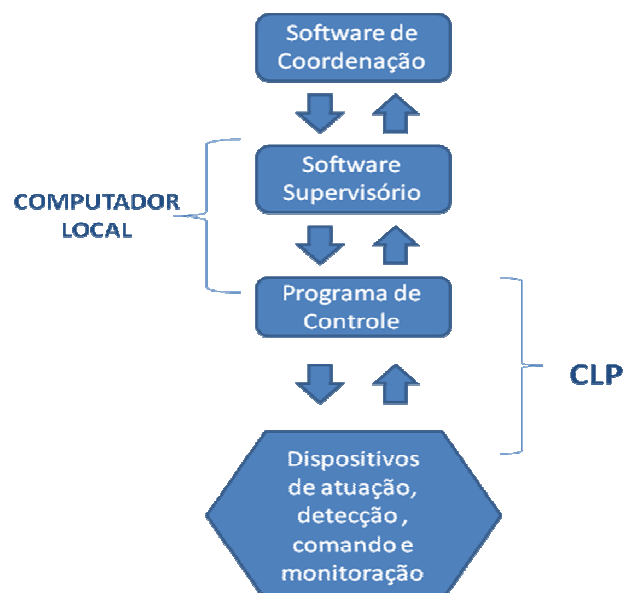 Software de
Coordenação
Software
Supervisório
COMPUTADOR
LOCAL
Programa de
Controle
CLP
Dispositivos
de atuação,
detecção ,
comando e
monitoração